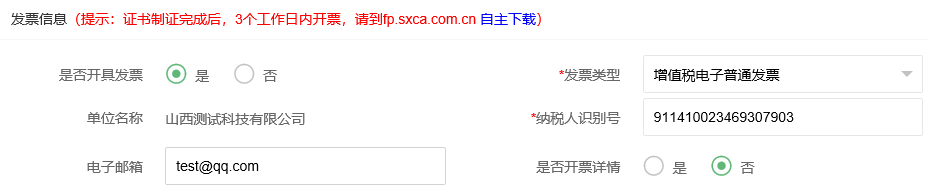 发票信息（提示：证书制证完成后，3个工作日内开票，请到fp.sxca.com.cn 自主下载）
是否开具发票 是 否 *发票类型 增值税电子普通发票
单位名称 山西测试科技有限公司 *纳税人识别号 911410023469307903
电子邮箱 test@qq.com 是否开票详情 是 否